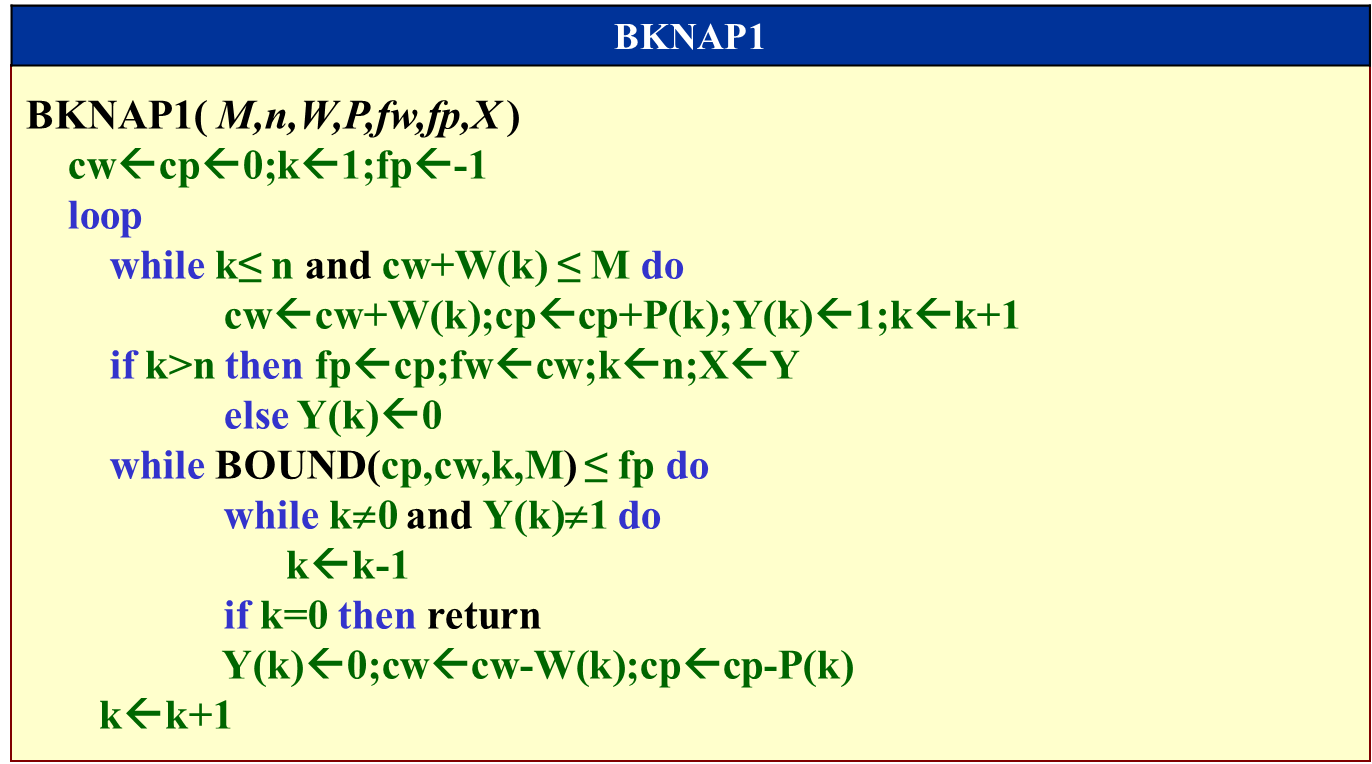 BKNAP1
BKNAP1( M,n,W,P,fw,fp,X )
cw←cp←0;k←1;fp←-1
loop
while k≤ n and cw+W(k) ≤ M do
cw←cw+W(k);cp←cp+P(k);Y(k)←1;k←k+1
if k>n then fp←cp;fw←cw;k←n;X←Y
else Y(k)←0
while BOUND(cp,cw,k,M) ≤ fp do
while k≠0 and Y(k)≠1 do
k←k-1
if k=0 then return
Y(k)←0;cw←cw-W(k);cp←cp-P(k)
k←k+1